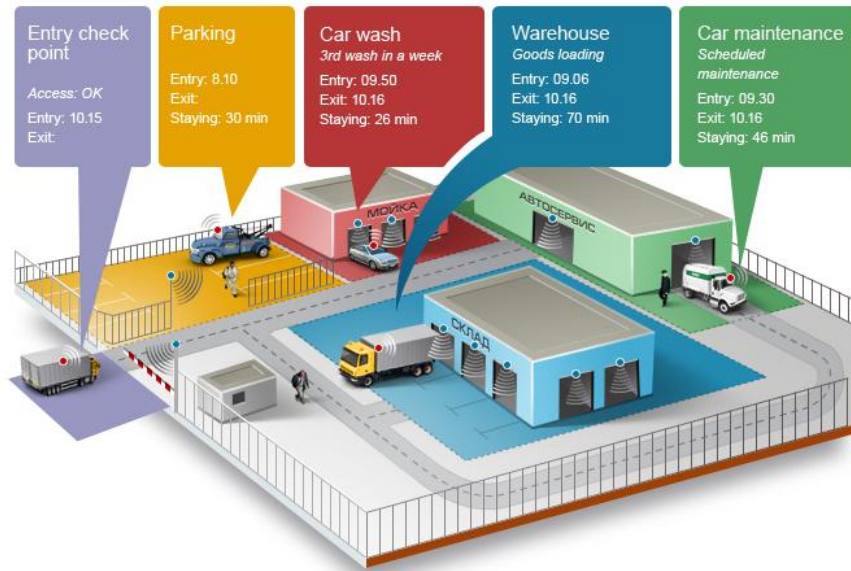 Entry check
point
Access: OK
Entry: 10.15
Exit:
Parking
Entry: 8.10
Exit:
Staying: 30 min
Car wash
3rd wash in a week
Entry: 09.50
Exit: 10.16
Staying: 26 min
Warehouse
Goods loading
Entry: 09.06
Exit: 10.16
Staying: 70 min
Car maintenance
Scheduled
maintenance
Entry: 09.30
Exit: 10.16
Staying: 46 min
МОЙКА
АВТОСЕРВИС
СКЛАД